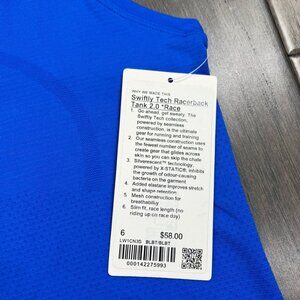 WHY WE MADE THIS
Swiftly Tech Racerback
Tank 2.0 *Race
1. Go ahead, get sweaty. The
Swiftly Tech collection,
powered by seamless
construction, is the ultimate
gear for running and training
2. Our seamless construction uses
the fewest number of seams to
create gear that glides across
skin so you can skip the chafe
3. Silverescent™ technology,
powered by X-STATIC®, inhibits
the growth of odour-causing
bacteria on the garment
4. Added elastane improves stretch
and shape retention
5. Mesh construction for
breathability
6. Slim fit, race length (no
riding up on race day)
6 $58.00
LW1CN3S BLBT/BLBT
000142275993